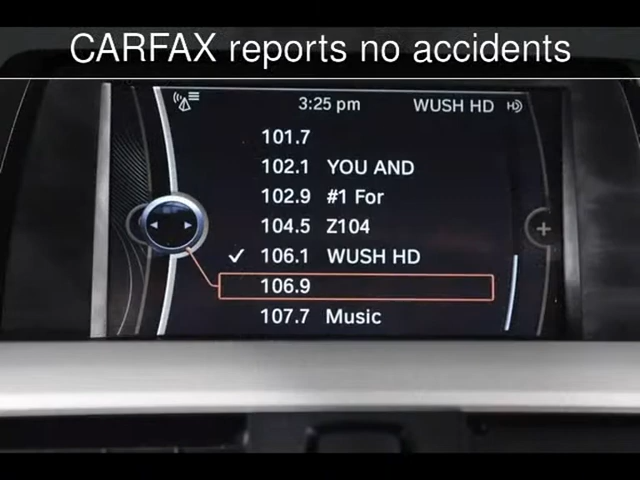 CARFAX reports no accidents
3:25 pm WUSH HD HD
101.7
102.1 YOU AND
102.9 #1 For
104.5 Z104
✓ 106.1 WUSH HD
106.9
107.7 Music